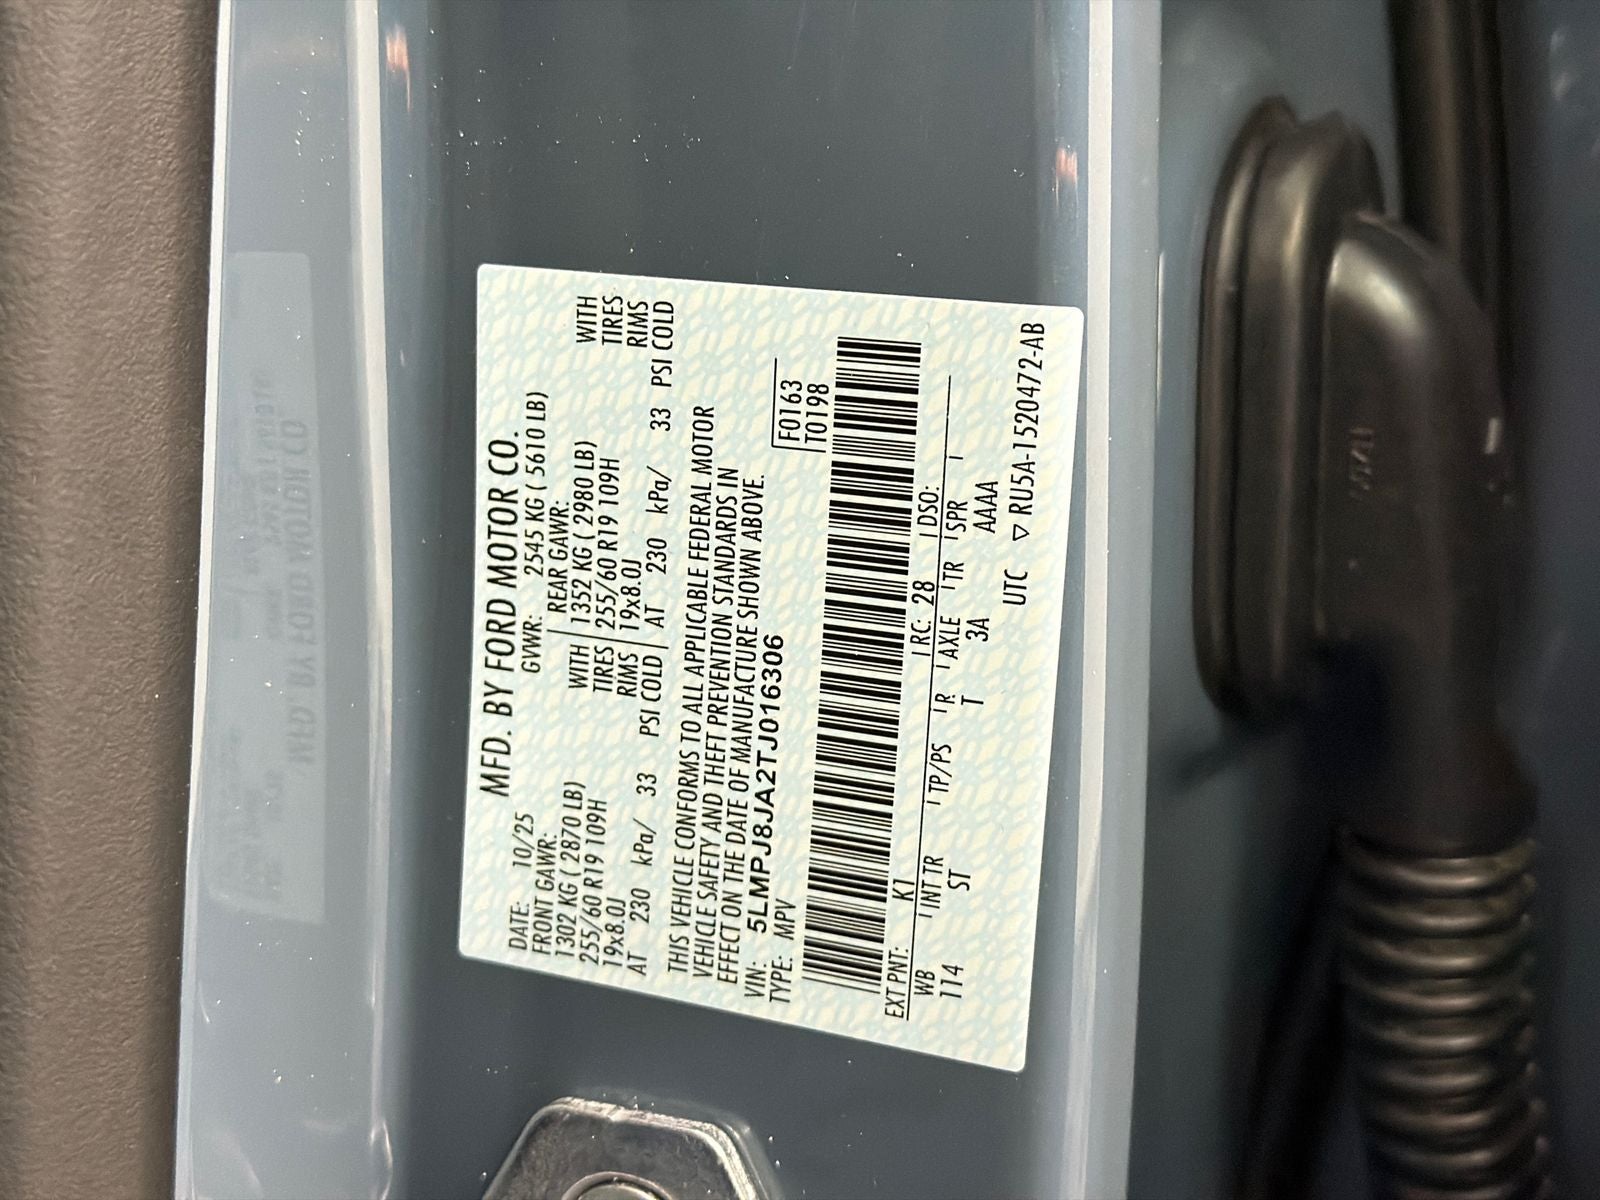 MFD. BY FORD MOTOR CO.
DATE: 10/25 GVWR: 2545 KG ( 5610 LB)
FRONT GAWR: REAR GAWR:
1302 KG ( 2870 LB) WITH 1352 KG ( 2980 LB) WITH
255/60 R19 109H TIRES 255/60 R19 109H TIRES
19x8.0J RIMS 19x8.0J RIMS
AT 230 kPa/ 33 PSI COLD AT 230 kPa/ 33 PSI COLD
THIS VEHICLE CONFORMS TO ALL APPLICABLE FEDERAL MOTOR
VEHICLE SAFETY AND THEFT PREVENTION STANDARDS IN
EFFECT ON THE DATE OF MANUFACTURE SHOWN ABOVE.
VIN: 5LMPJ8JA2TJ016306 F0163
TYPE: MPV T0198
EXT PNT: K1 RC: 28 DSO:
WB INT TR TP/PS R AXLE TR SPR
114 ST T 3A AAAA
UTC ▽ RU5A-1520472-AB